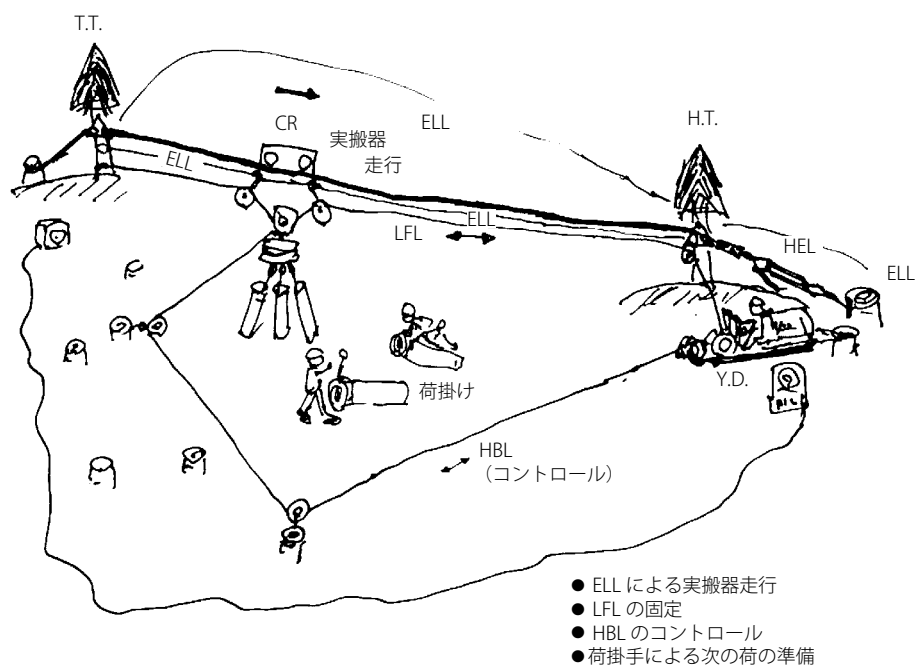 T.T.
CR
ELL
H.T.
実搬器
走行
ELL
ELL
LFL
HEL
ELL
Y.D.
荷掛け
HBL
（コントロール）
● ELL による実搬器走行
● LFL の固定
● HBL のコントロール
● 荷掛手による次の荷の準備